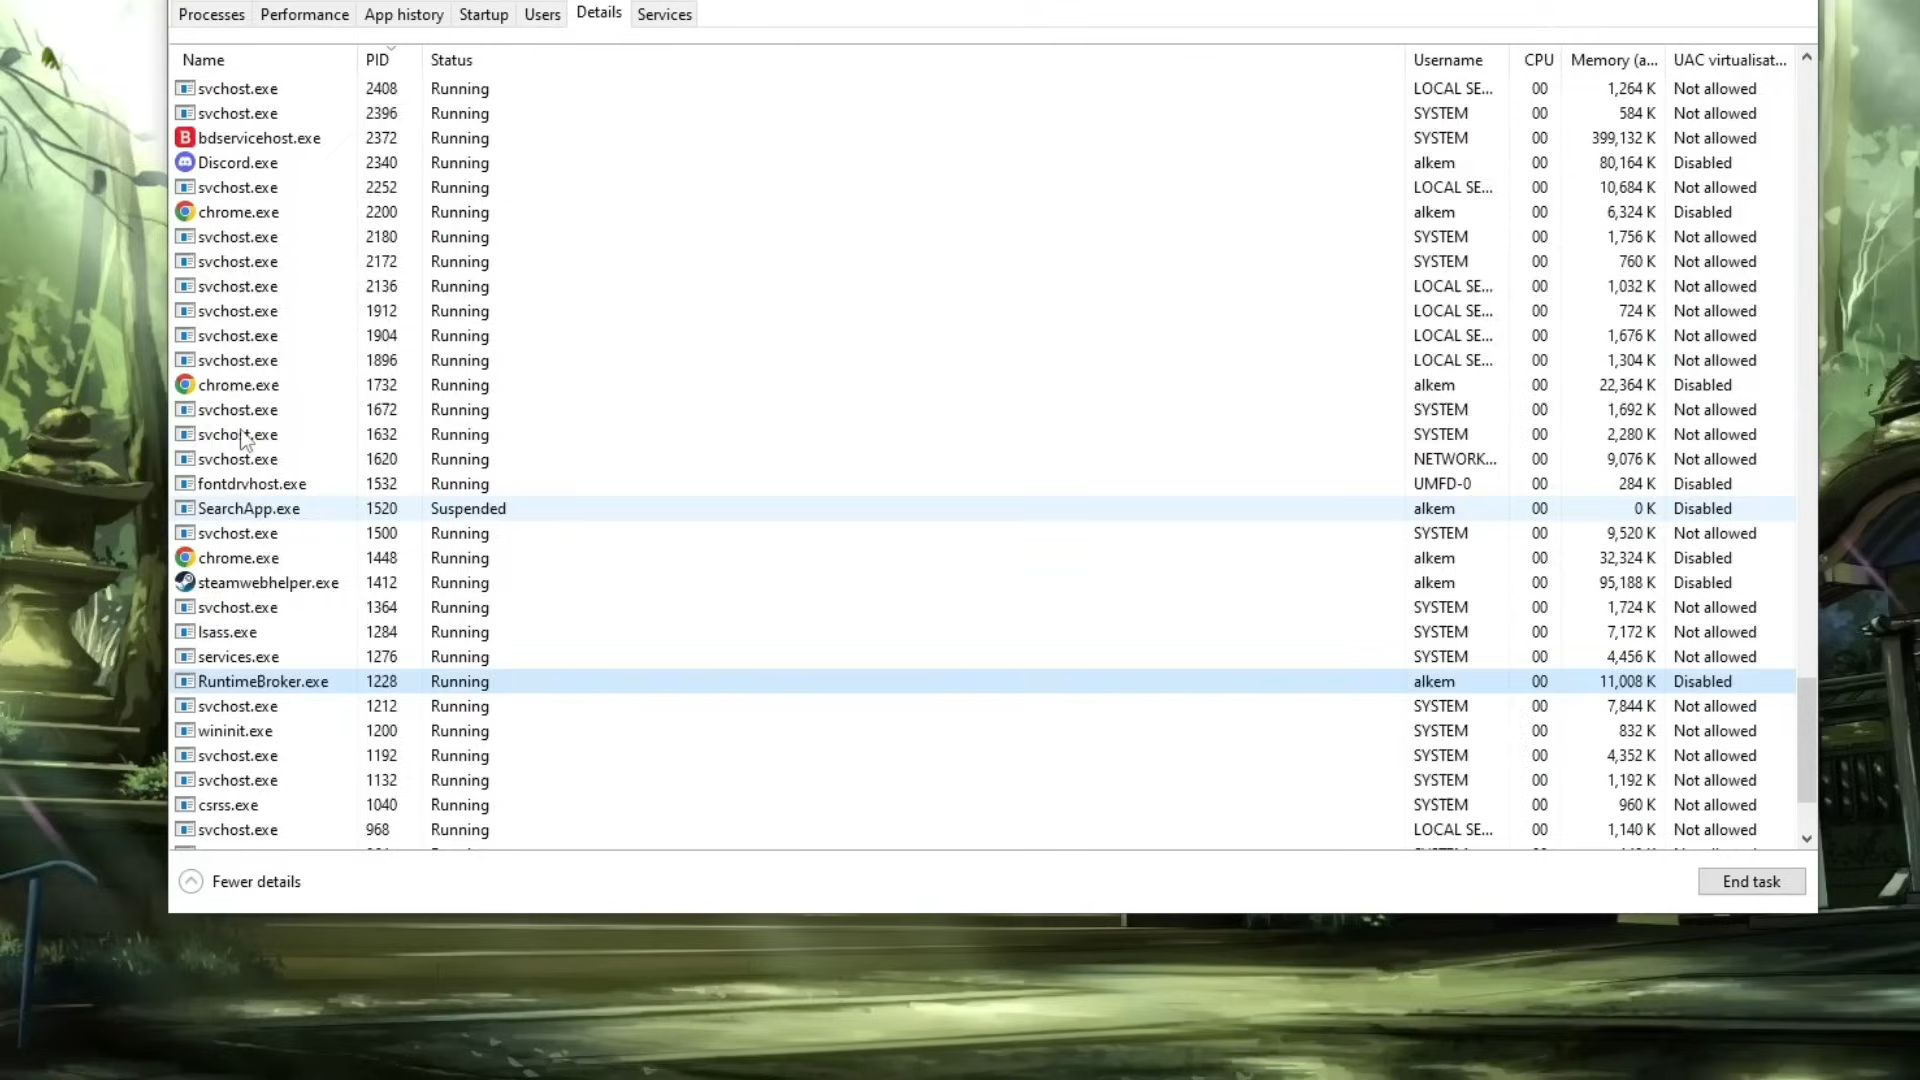 Processes Performance App history Startup Users Details Services
Name PID Status Username CPU Memory (a... UAC virtualisat...
svchost.exe 2408 Running LOCAL SE... 00 1,264 K Not allowed
svchost.exe 2396 Running SYSTEM 00 584 K Not allowed
bdservicehost.exe 2372 Running SYSTEM 00 399,132 K Not allowed
Discord.exe 2340 Running alkem 00 80,164 K Disabled
svchost.exe 2252 Running LOCAL SE... 00 10,684 K Not allowed
chrome.exe 2200 Running alkem 00 6,324 K Disabled
svchost.exe 2180 Running SYSTEM 00 1,756 K Not allowed
svchost.exe 2172 Running SYSTEM 00 760 K Not allowed
svchost.exe 2136 Running LOCAL SE... 00 1,032 K Not allowed
svchost.exe 1912 Running LOCAL SE... 00 724 K Not allowed
svchost.exe 1904 Running LOCAL SE... 00 1,676 K Not allowed
svchost.exe 1896 Running LOCAL SE... 00 1,304 K Not allowed
chrome.exe 1732 Running alkem 00 22,364 K Disabled
svchost.exe 1672 Running SYSTEM 00 1,692 K Not allowed
svchost.exe 1632 Running SYSTEM 00 2,280 K Not allowed
svchost.exe 1620 Running NETWORK... 00 9,076 K Not allowed
fontdrvhost.exe 1532 Running UMFD-0 00 284 K Disabled
SearchApp.exe 1520 Suspended alkem 00 0 K Disabled
svchost.exe 1500 Running SYSTEM 00 9,520 K Not allowed
chrome.exe 1448 Running alkem 00 32,324 K Disabled
steamwebhelper.exe 1412 Running alkem 00 95,188 K Disabled
svchost.exe 1364 Running SYSTEM 00 1,724 K Not allowed
lsass.exe 1284 Running SYSTEM 00 7,172 K Not allowed
services.exe 1276 Running SYSTEM 00 4,456 K Not allowed
RuntimeBroker.exe 1228 Running alkem 00 11,008 K Disabled
svchost.exe 1212 Running SYSTEM 00 7,844 K Not allowed
wininit.exe 1200 Running SYSTEM 00 832 K Not allowed
svchost.exe 1192 Running SYSTEM 00 4,352 K Not allowed
svchost.exe 1132 Running SYSTEM 00 1,192 K Not allowed
csrss.exe 1040 Running SYSTEM 00 960 K Not allowed
svchost.exe 968 Running LOCAL SE... 00 1,140 K Not allowed
Fewer details End task